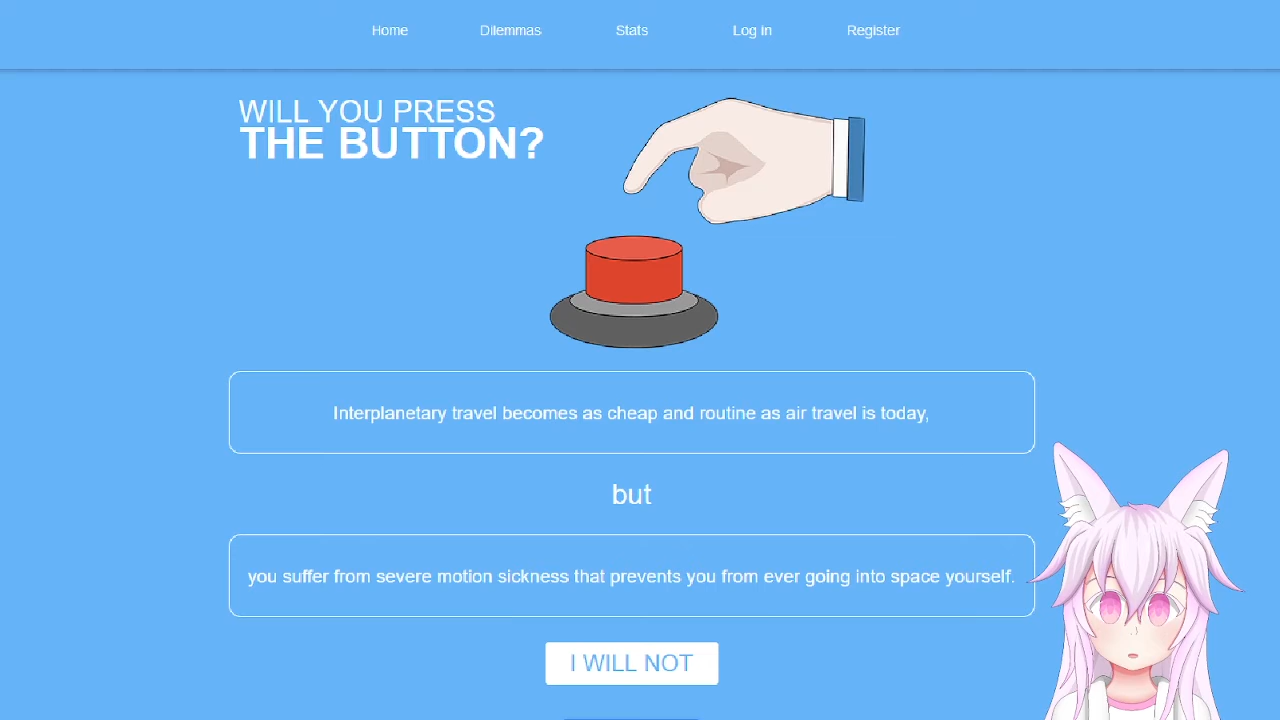 Home Dilemmas Stats Log in Register
WILL YOU PRESS
THE BUTTON?
Interplanetary travel becomes as cheap and routine as air travel is today,
but
you suffer from severe motion sickness that prevents you from ever going into space yourself.
I WILL NOT